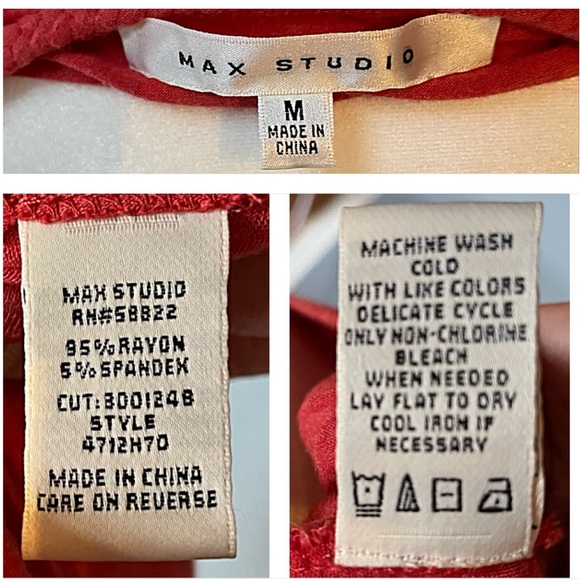 MAX STUDIO
M
MADE IN
CHINA
MAX STUDIO
RN#58822
95%RAYON
5%SPANDEX
CUT:3001248
STYLE
4712H70
MADE IN CHINA
CARE ON REVERSE
MACHINE WASH
COLD
WITH LIKE COLORS
DELICATE CYCLE
ONLY NON-CHLORINE
BLEACH
WHEN NEEDED
LAY FLAT TO DRY
COOL IRON IF
NECESSARY